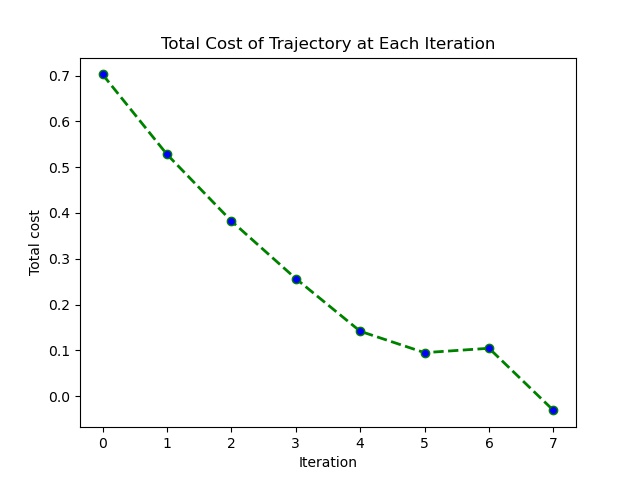 Total Cost of Trajectory at Each Iteration
Total cost
0.7
0.6
0.5
0.4
0.3
0.2
0.1
0.0
0 1 2 3 4 5 6 7
Iteration